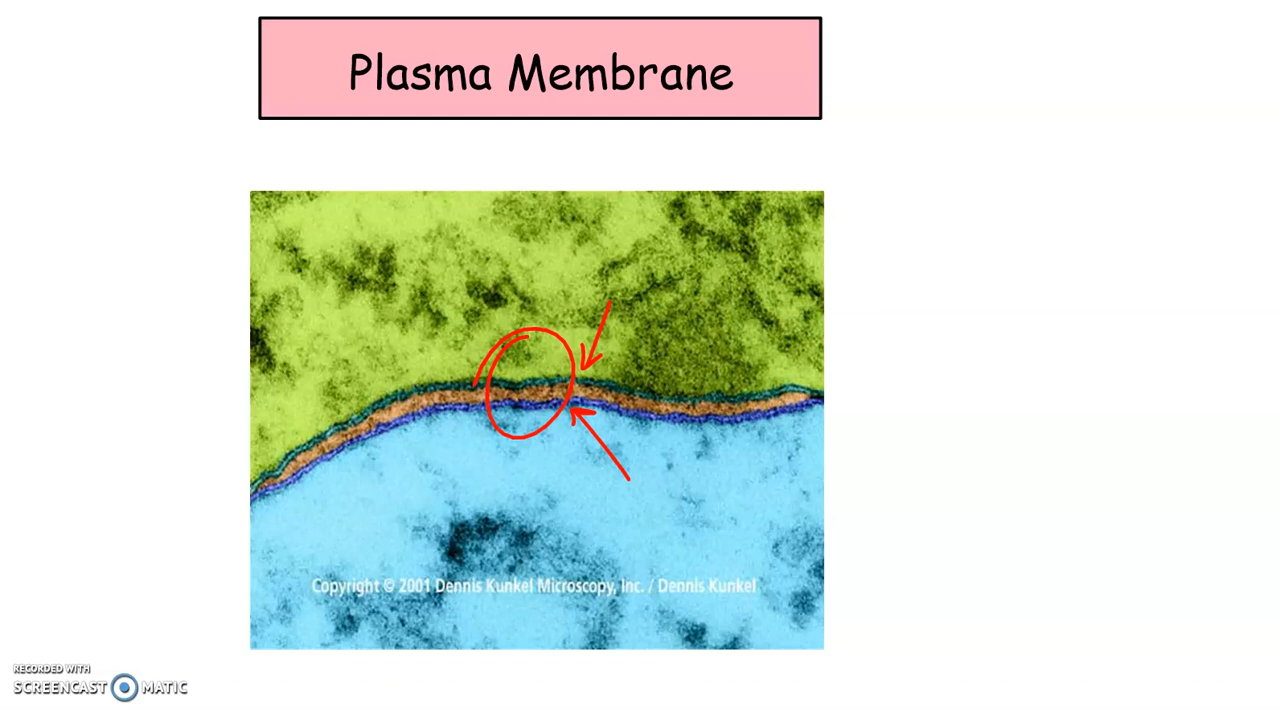 Plasma Membrane
Copyright © 2001 Dennis Kunkel Microscopy, Inc. / Dennis Kunkel
RECORDED WITH
SCREENCAST MATIC